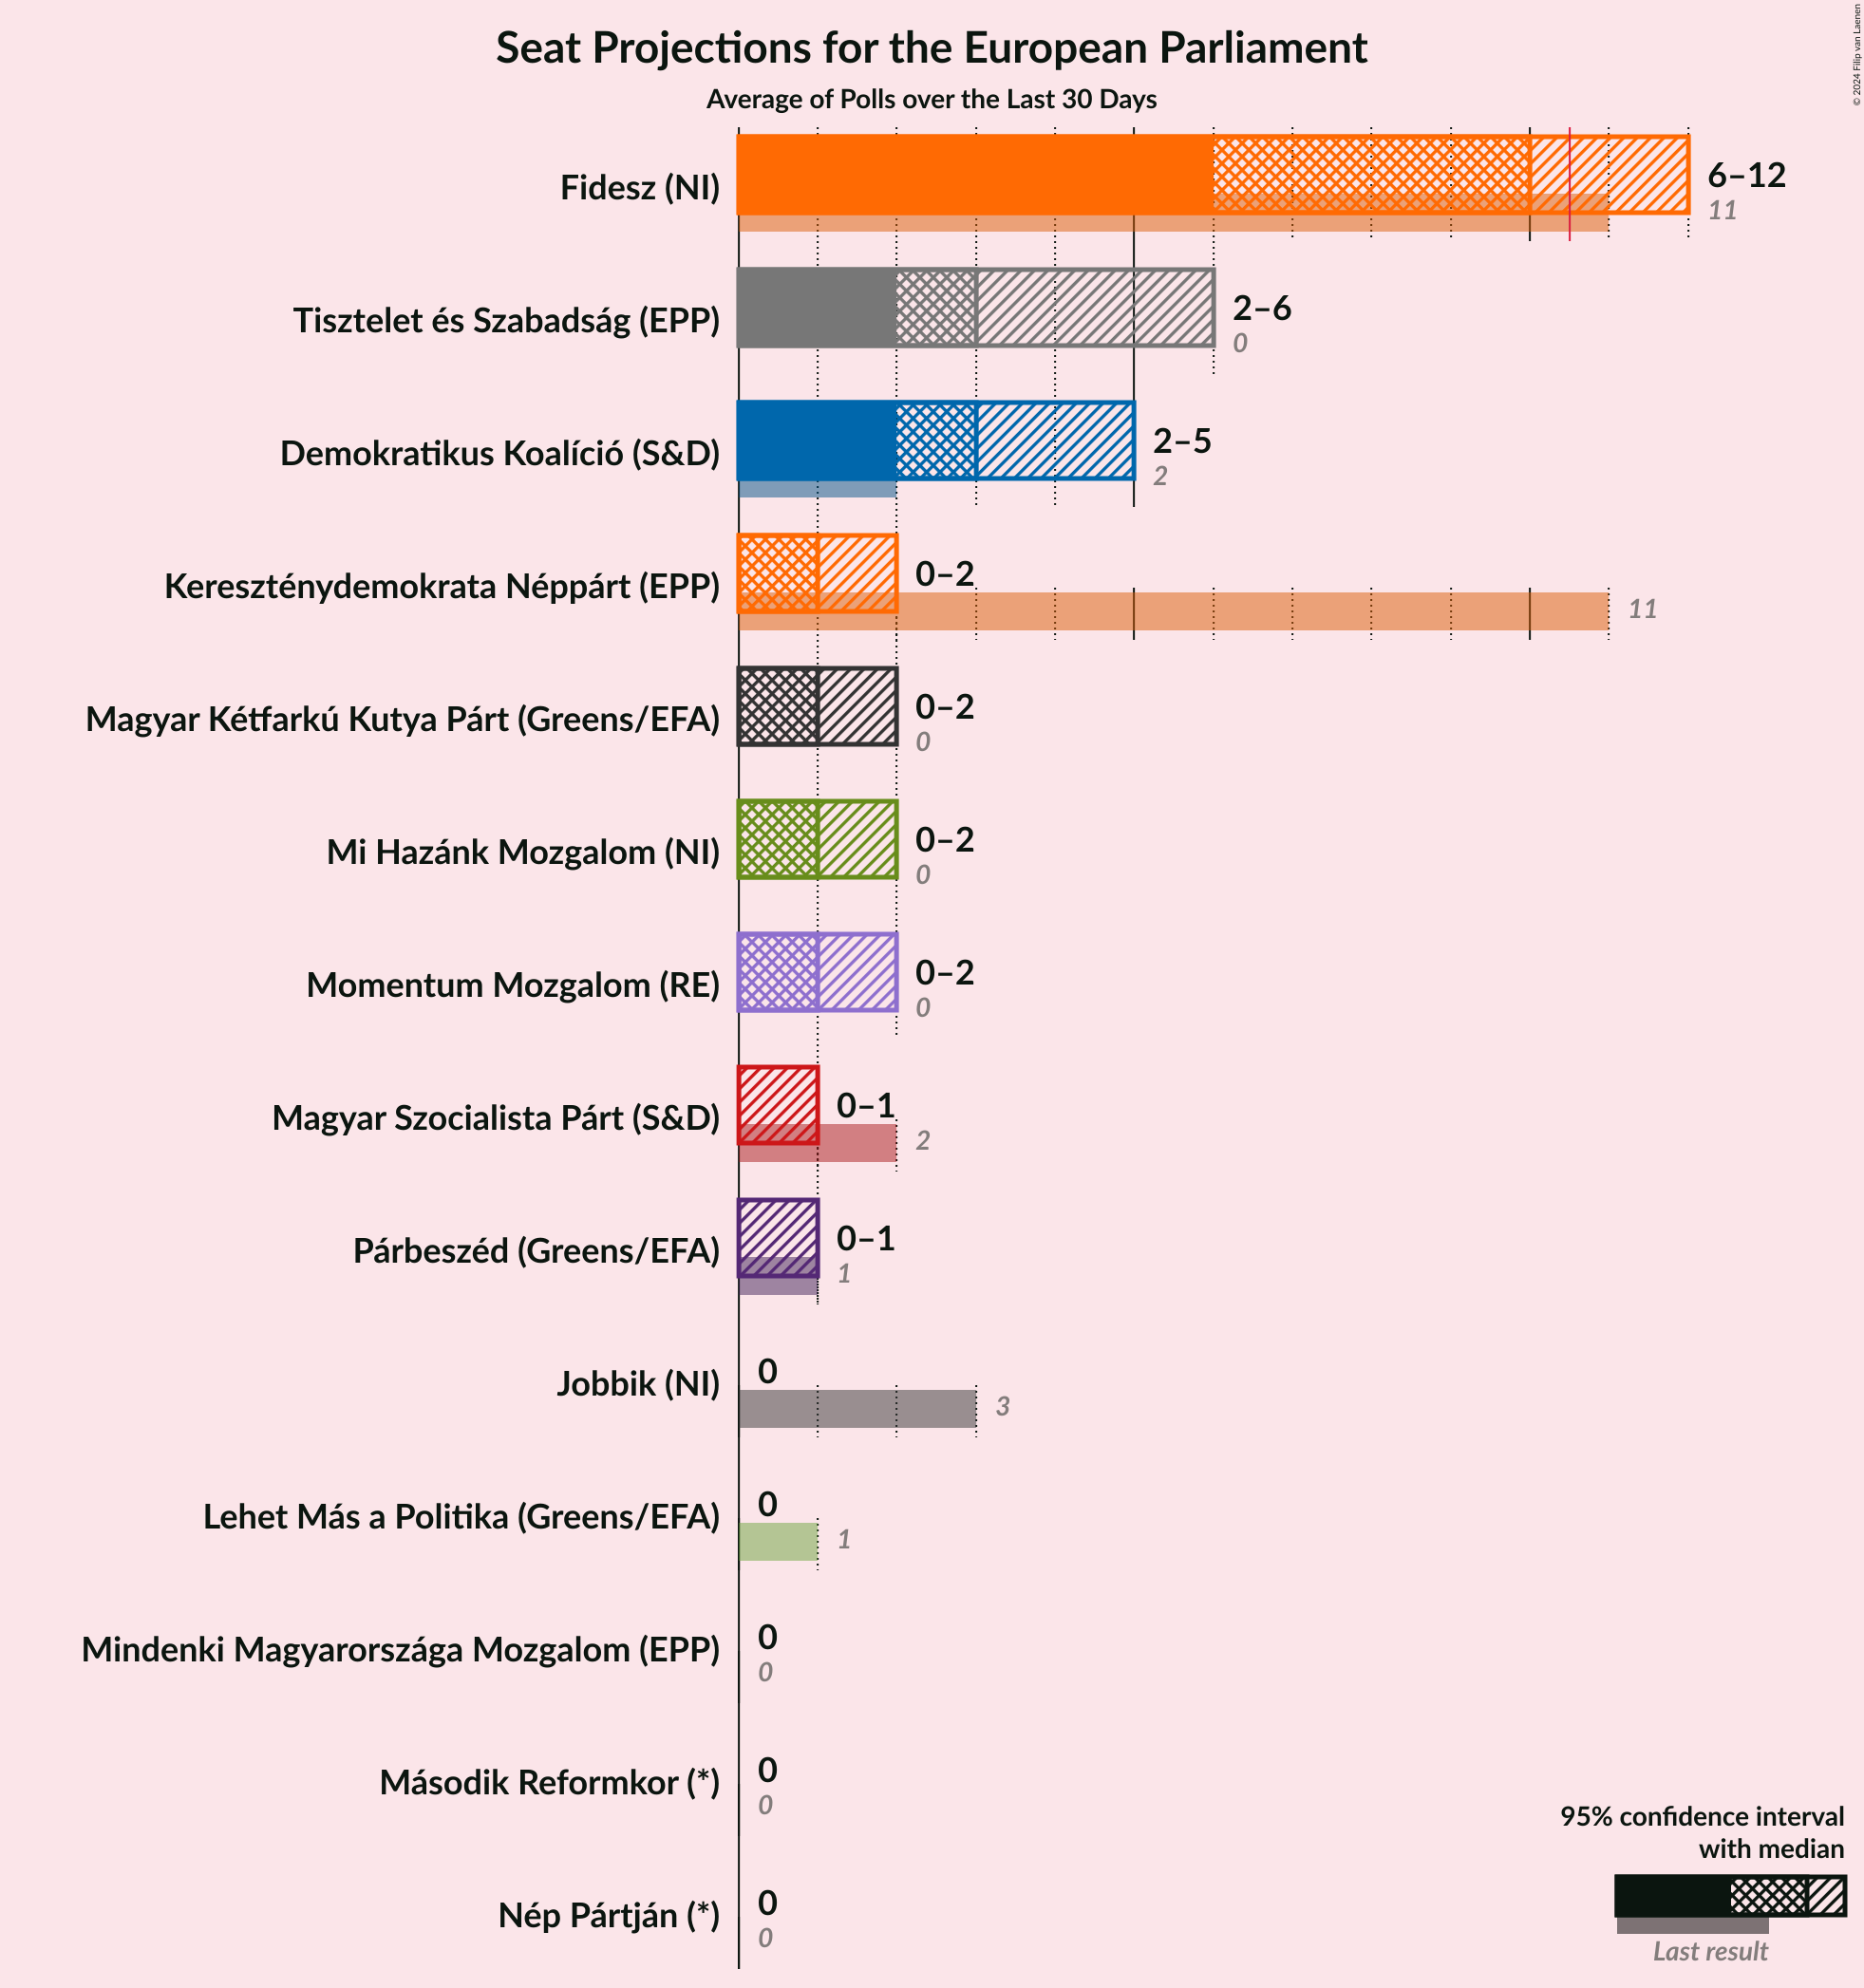 © 2024 Filip van Laenen
Seat Projections for the European Parliament
Average of Polls over the Last 30 Days
Fidesz (NI)
6–12
11
Tisztelet és Szabadság (EPP)
2–6
0
Demokratikus Koalíció (S&D)
2–5
2
Kereszténydemokrata Néppárt (EPP)
0–2
11
Magyar Kétfarkú Kutya Párt (Greens/EFA)
0–2
0
Mi Hazánk Mozgalom (NI)
0–2
0
Momentum Mozgalom (RE)
0–2
0
Magyar Szocialista Párt (S&D)
0–1
2
Párbeszéd (Greens/EFA)
0–1
1
Jobbik (NI)
0
3
Lehet Más a Politika (Greens/EFA)
0
1
Mindenki Magyarországa Mozgalom (EPP)
0
0
Második Reformkor (*)
0
0
Nép Pártján (*)
0
0
95% confidence interval
with median
Last result